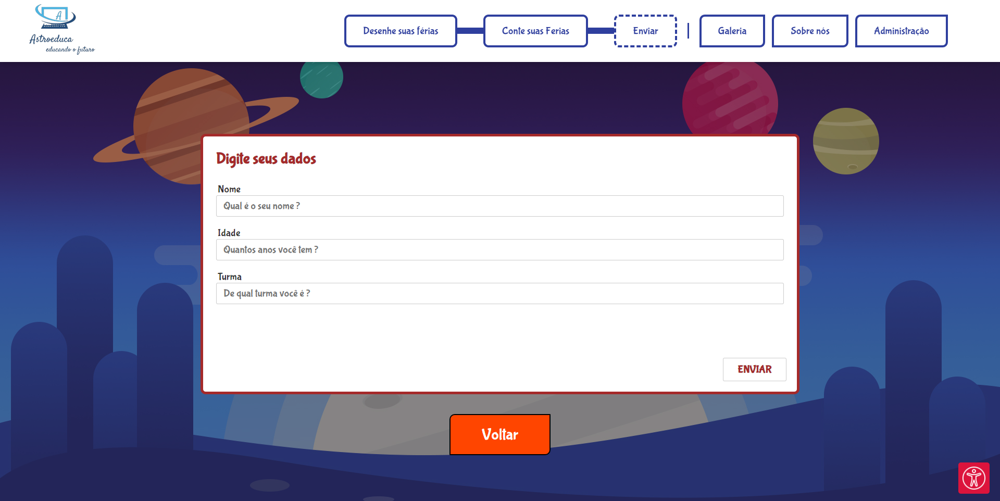 A
Astroeduca
educando o futuro
Desenhe suas férias
Conte suas Ferias
Enviar
Galeria
Sobre nós
Administração
Digite seus dados
Nome
Qual é o seu nome ?
Idade
Quantos anos você tem ?
Turma
De qual turma você é ?
ENVIAR
Voltar